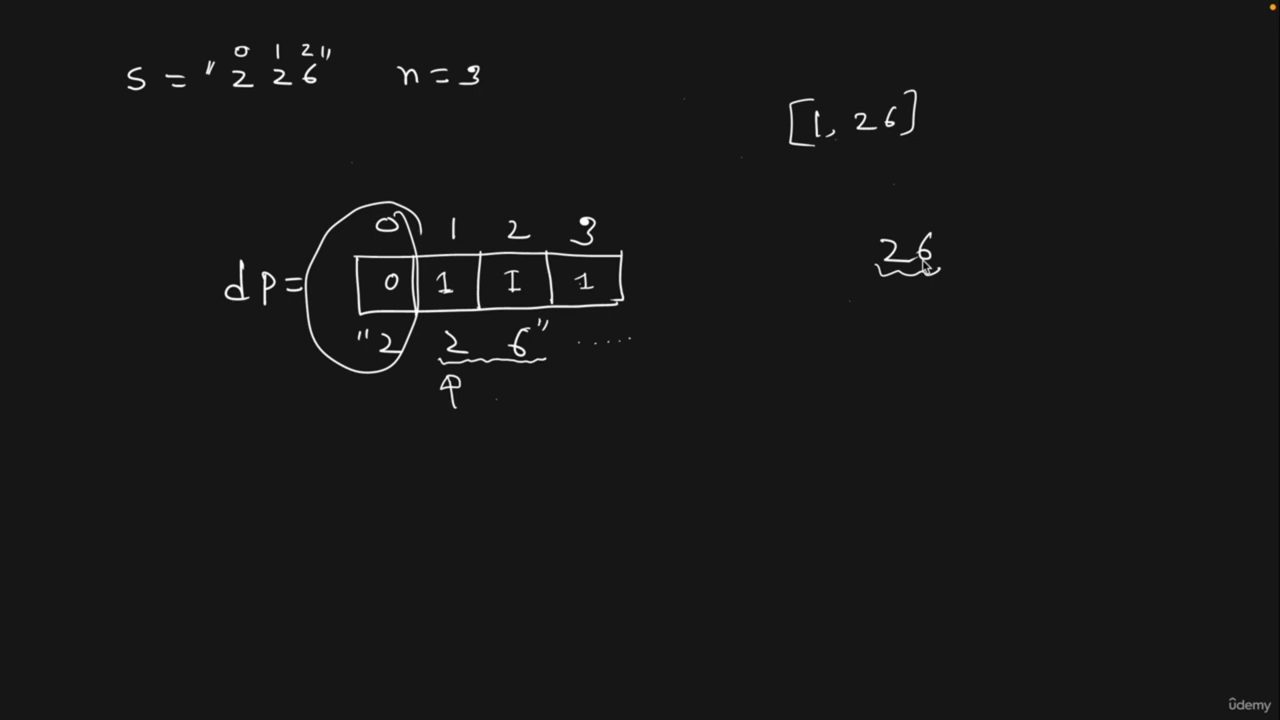 0 1 2
S = "2 2 6" n = 3
[1, 26]
0 1 2 3
26
dp = 0 1 1 1
"2 2 6" .....
ûdemy